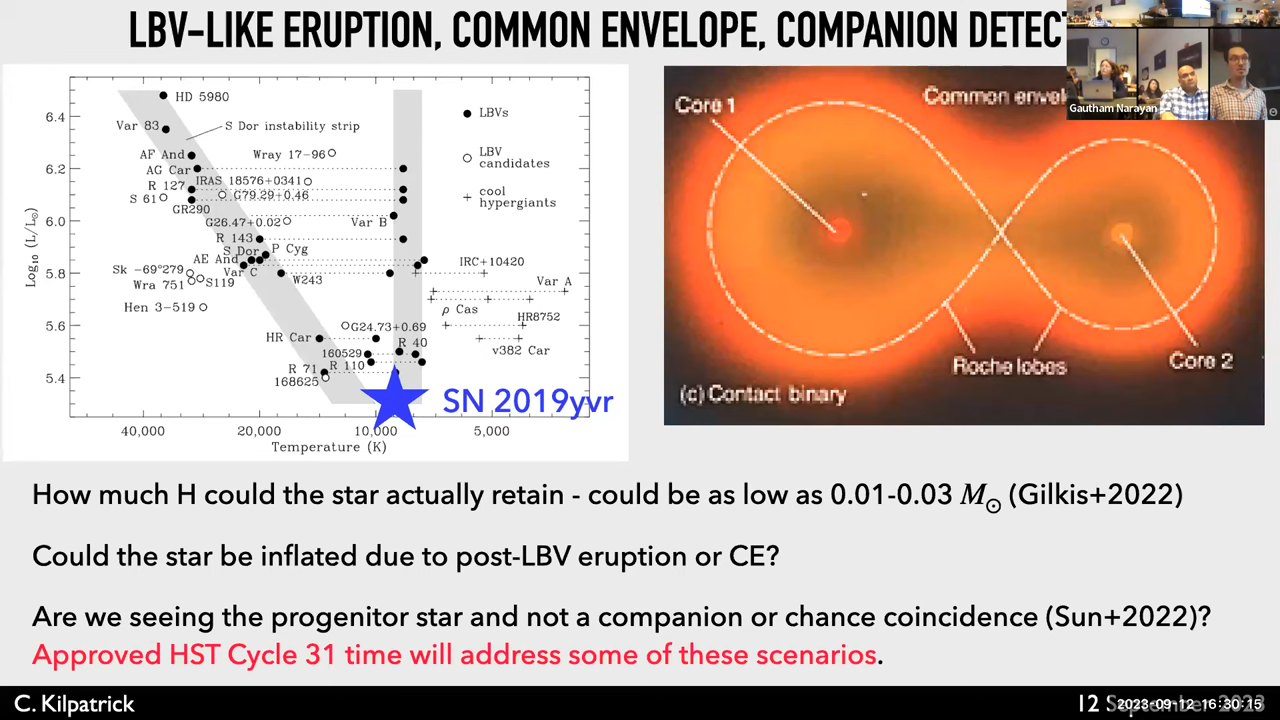 LBV-LIKE ERUPTION, COMMON ENVELOPE, COMPANION DETEC
Gautham Narayan
6.4
6.2
6.0
5.8
5.6
5.4
Log₁₀ (L/L☉)
40,000
20,000
10,000
5,000
Temperature (K)
HD 5980
Var 83
S Dor instability strip
LBVs
AF And
Wray 17-96
LBV
candidates
AG Car
IRAS 18576+0341
R 127
S 61
G79.29+0.46
cool
hypergiants
GR290
G26.47+0.02
Var B
R 143
S Dor
P Cyg
AE And
IRC+10420
Sk -69°279
Var C
W243
Var A
Wra 751
S119
Hen 3-519
ρ Cas
HR8752
G24.73+0.69
HR Car
R 40
v382 Car
160529
R 110
R 71
168625
SN 2019yvr
Core 1
Common enve
Roche lobes
Core 2
(c) Contact binary
How much H could the star actually retain - could be as low as 0.01-0.03 M☉ (Gilkis+2022)
Could the star be inflated due to post-LBV eruption or CE?
Are we seeing the progenitor star and not a companion or chance coincidence (Sun+2022)?
Approved HST Cycle 31 time will address some of these scenarios.
C. Kilpatrick
12 September 2023
2023-09-12 16:30:15